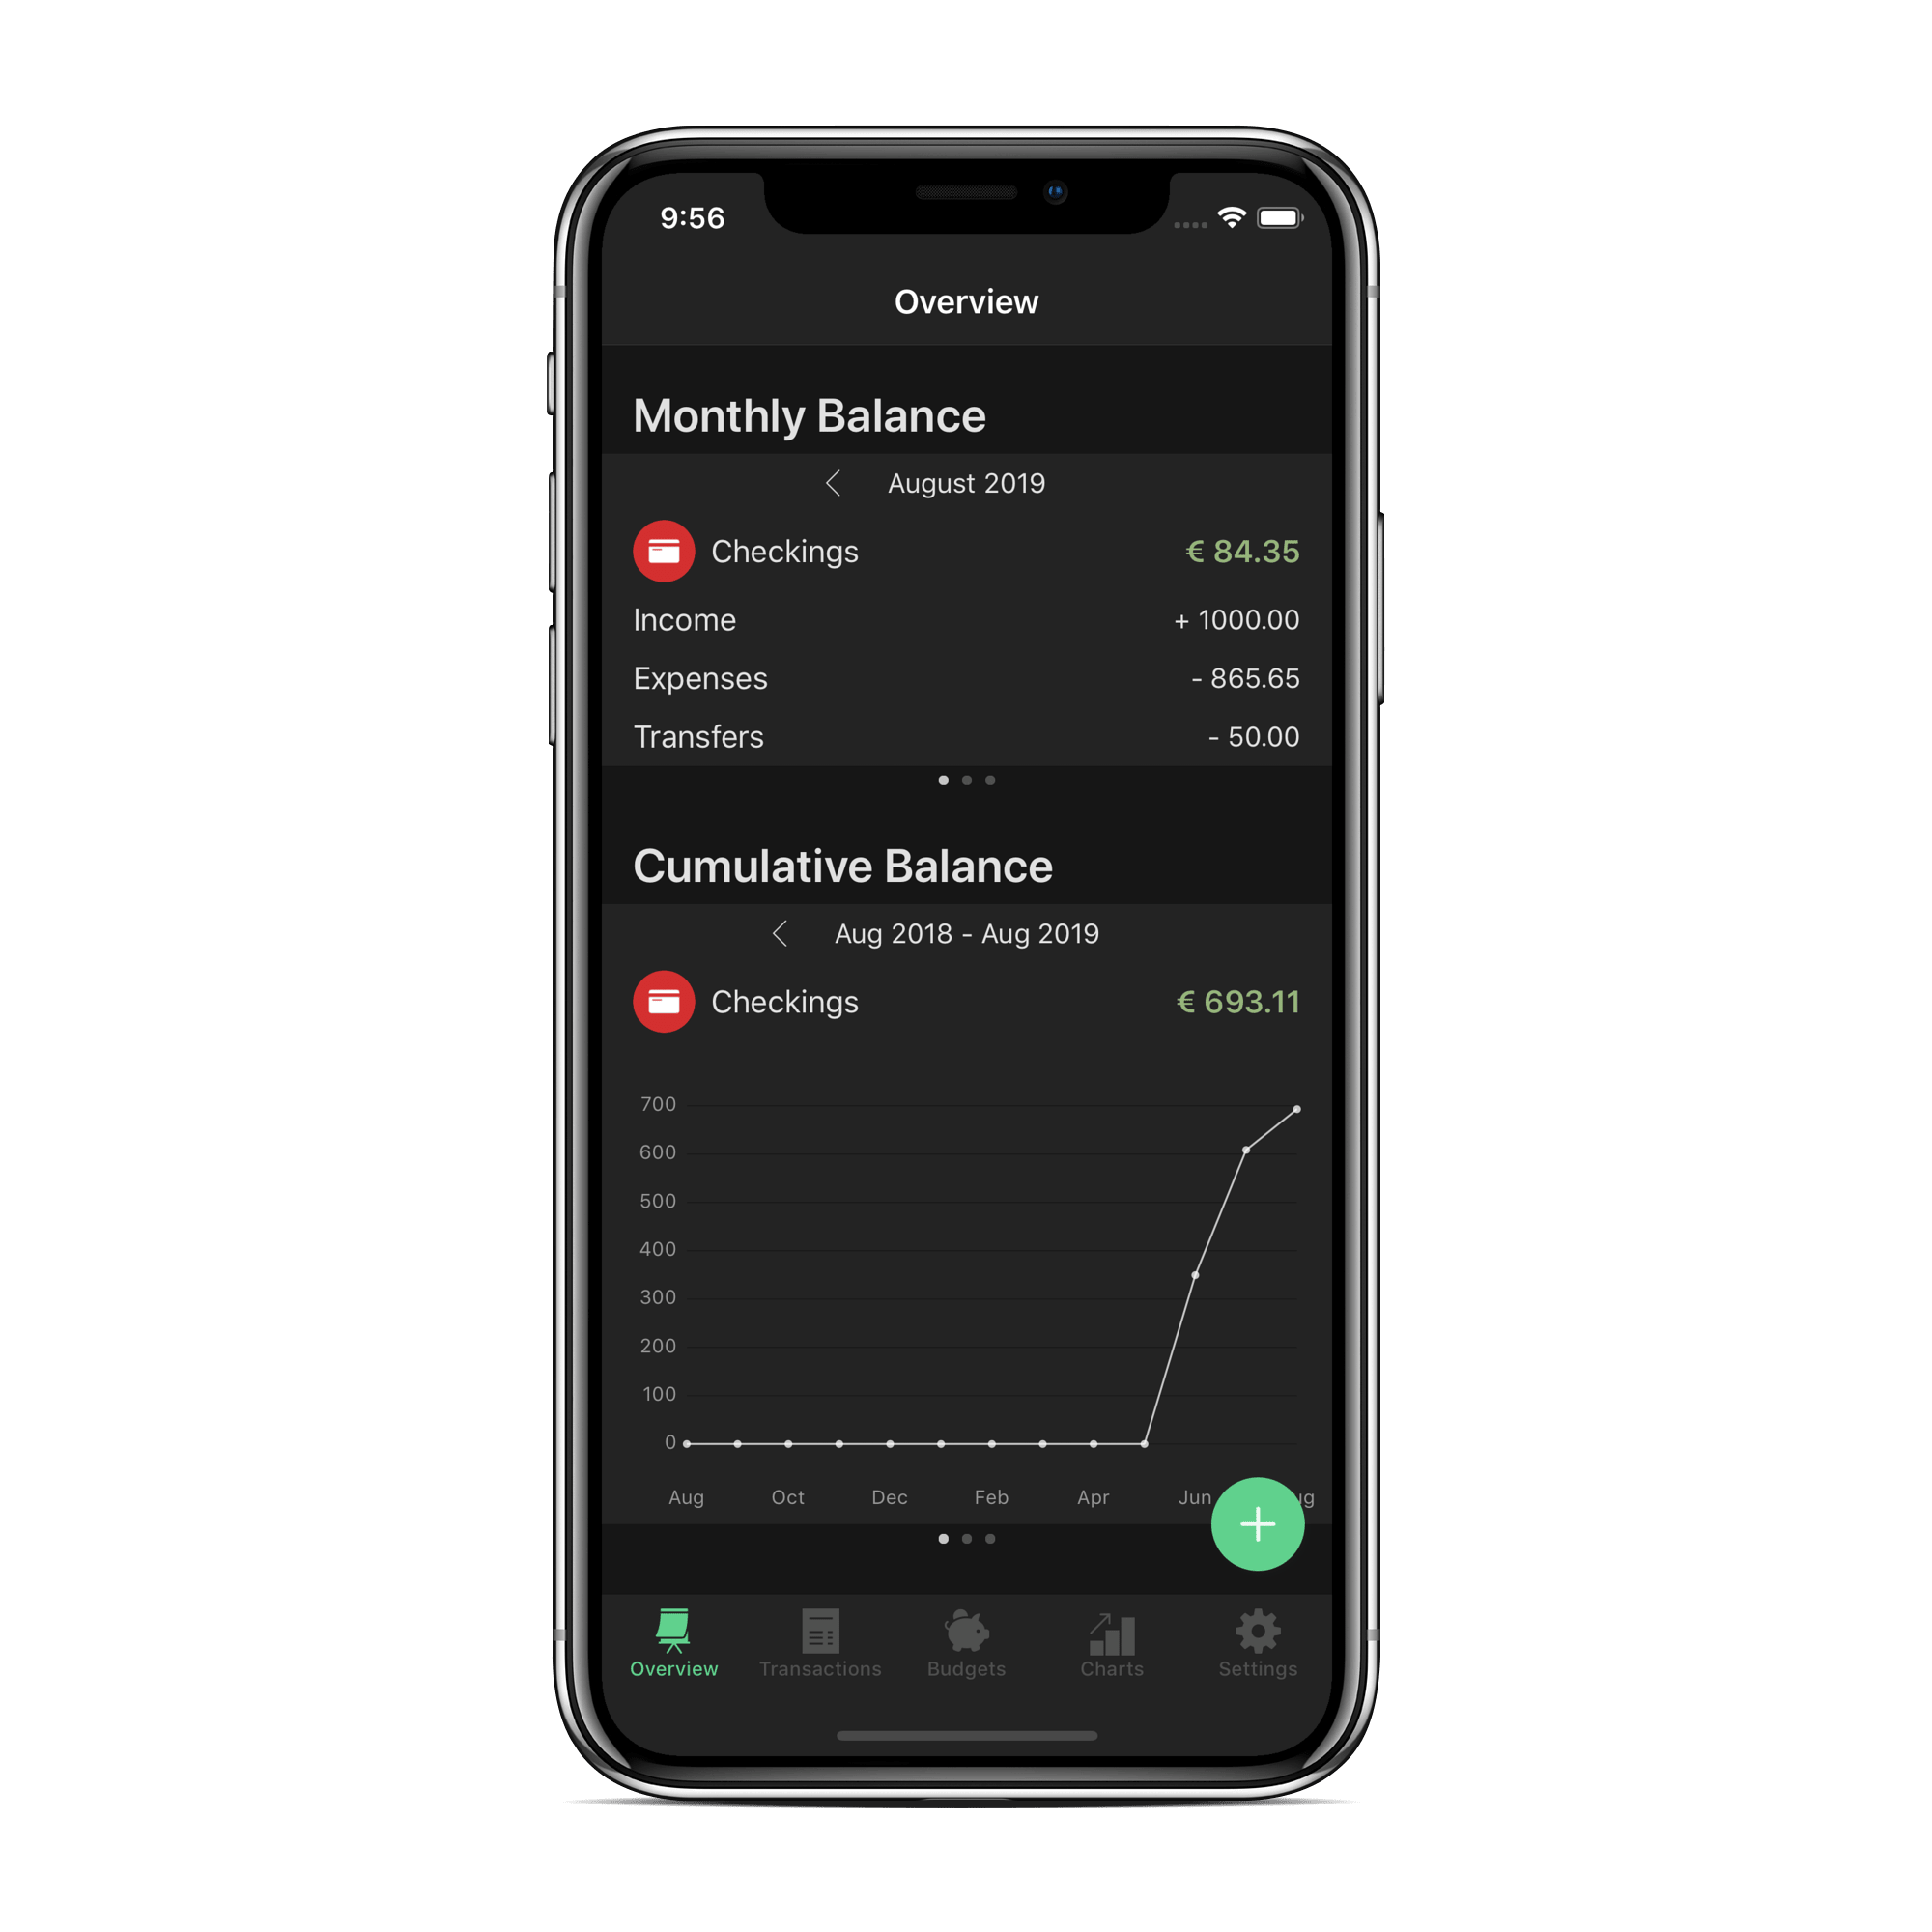 9:56
Overview
Monthly Balance
August 2019
Checkings € 84.35
Income + 1000.00
Expenses - 865.65
Transfers - 50.00
Cumulative Balance
Aug 2018 - Aug 2019
Checkings € 693.11
700
600
500
400
300
200
100
0
Aug Oct Dec Feb Apr Jun ug
Overview Transactions Budgets Charts Settings